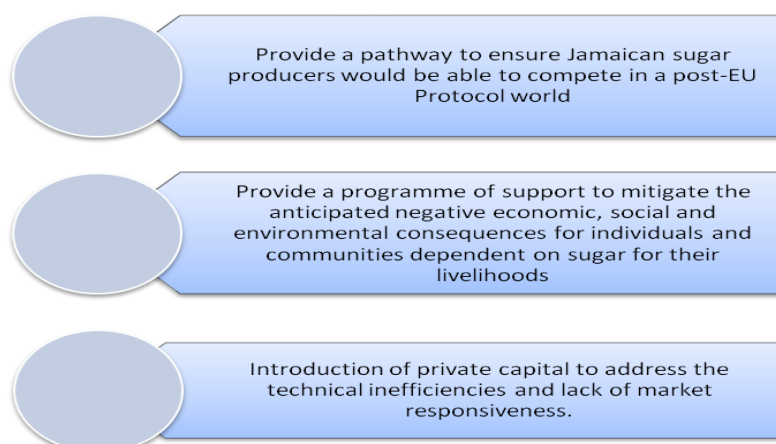 Provide a pathway to ensure Jamaican sugar
producers would be able to compete in a post-EU
Protocol world
Provide a programme of support to mitigate the
anticipated negative economic, social and
environmental consequences for individuals and
communities dependent on sugar for their
livelihoods
Introduction of private capital to address the
technical inefficiencies and lack of market
responsiveness.